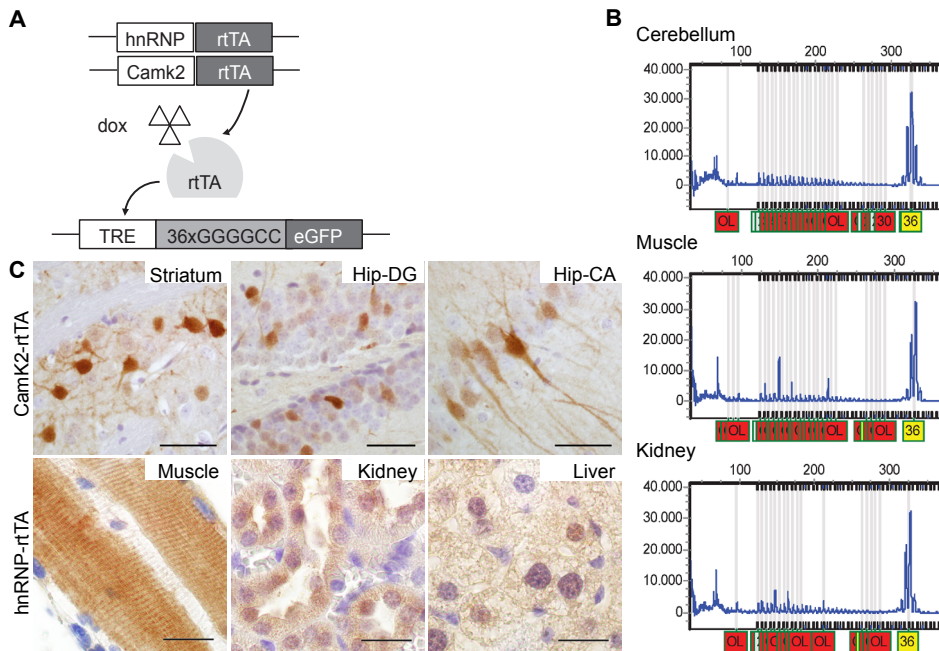 A
hnRNP rtTA
Camk2 rtTA
dox
rtTA
TRE 36xGGGGCC eGFP
B
Cerebellum
100 200 300
40.000
30.000
20.000
10.000
0
OL OL 30 36
Muscle
100 200 300
40.000
30.000
20.000
10.000
0
OL OL OL 36
Kidney
100 200 300
40.000
30.000
20.000
10.000
0
OL OL OL OL 36
C
CamK2-rtTA
Striatum Hip-DG Hip-CA
hnRNP-rtTA
Muscle Kidney Liver